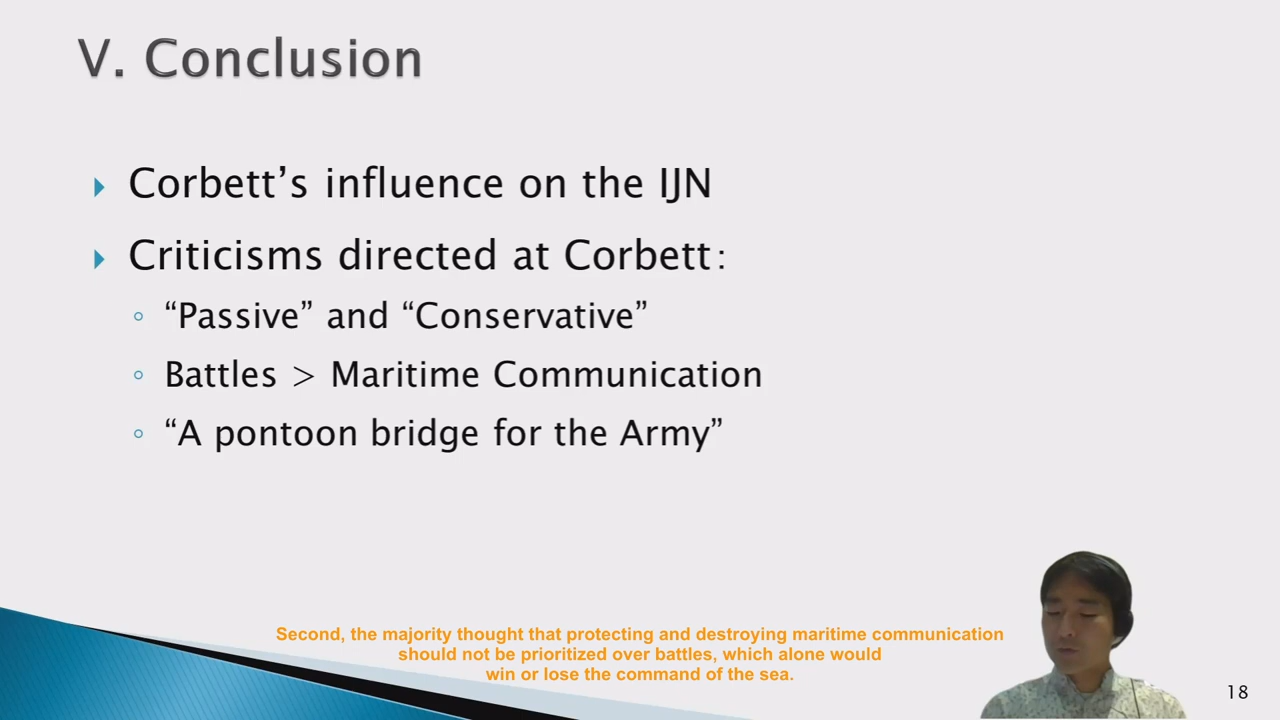 V. Conclusion
Corbett’s influence on the IJN
Criticisms directed at Corbett:
“Passive” and “Conservative”
Battles > Maritime Communication
“A pontoon bridge for the Army”
Second, the majority thought that protecting and destroying maritime communication
should not be prioritized over battles, which alone would
win or lose the command of the sea.
18